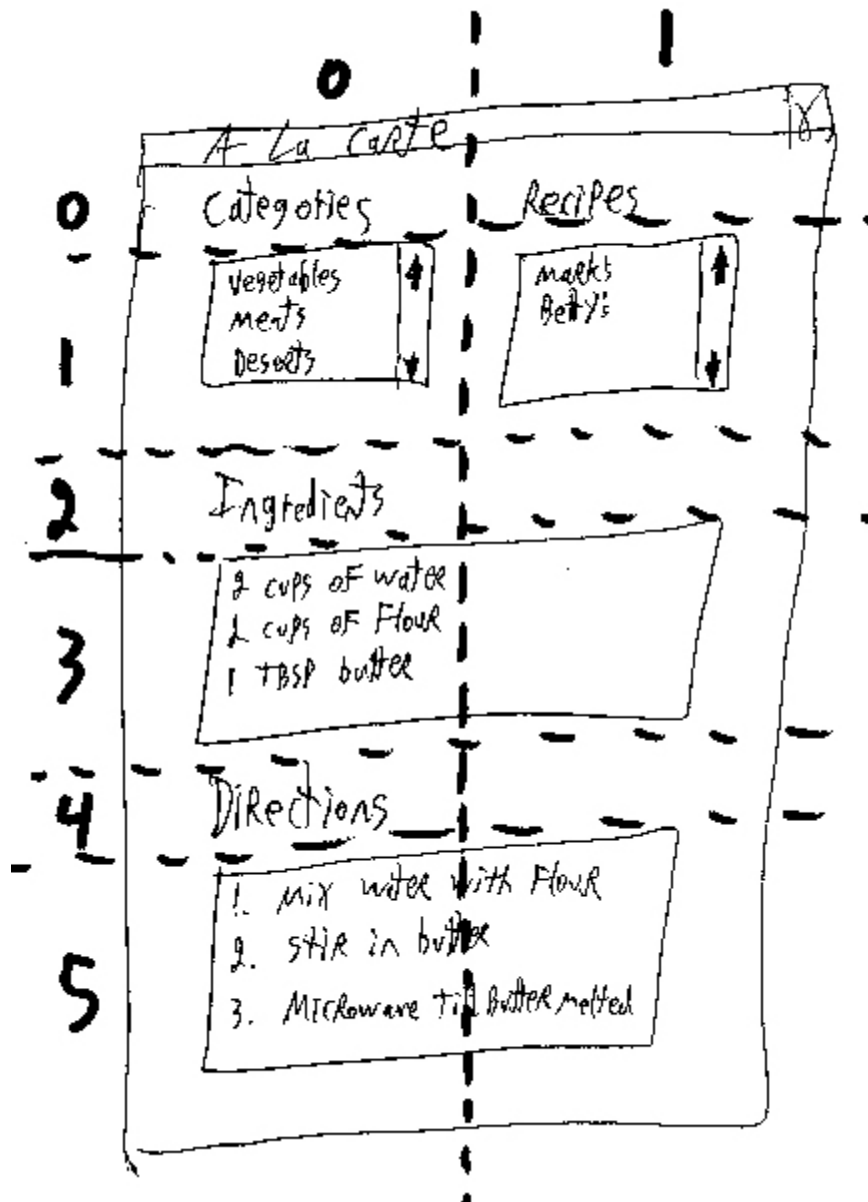 0 1
A La Carte X
0 Categories Recipes
1
vegetables
meats
Deserts
marks
Betty's
2 Ingredients
3
2 cups of water
2 cups of Flour
1 TBSP butter
4 Directions
5
1. Mix water with Flour
2. stir in butter
3. Microwave till Butter melted